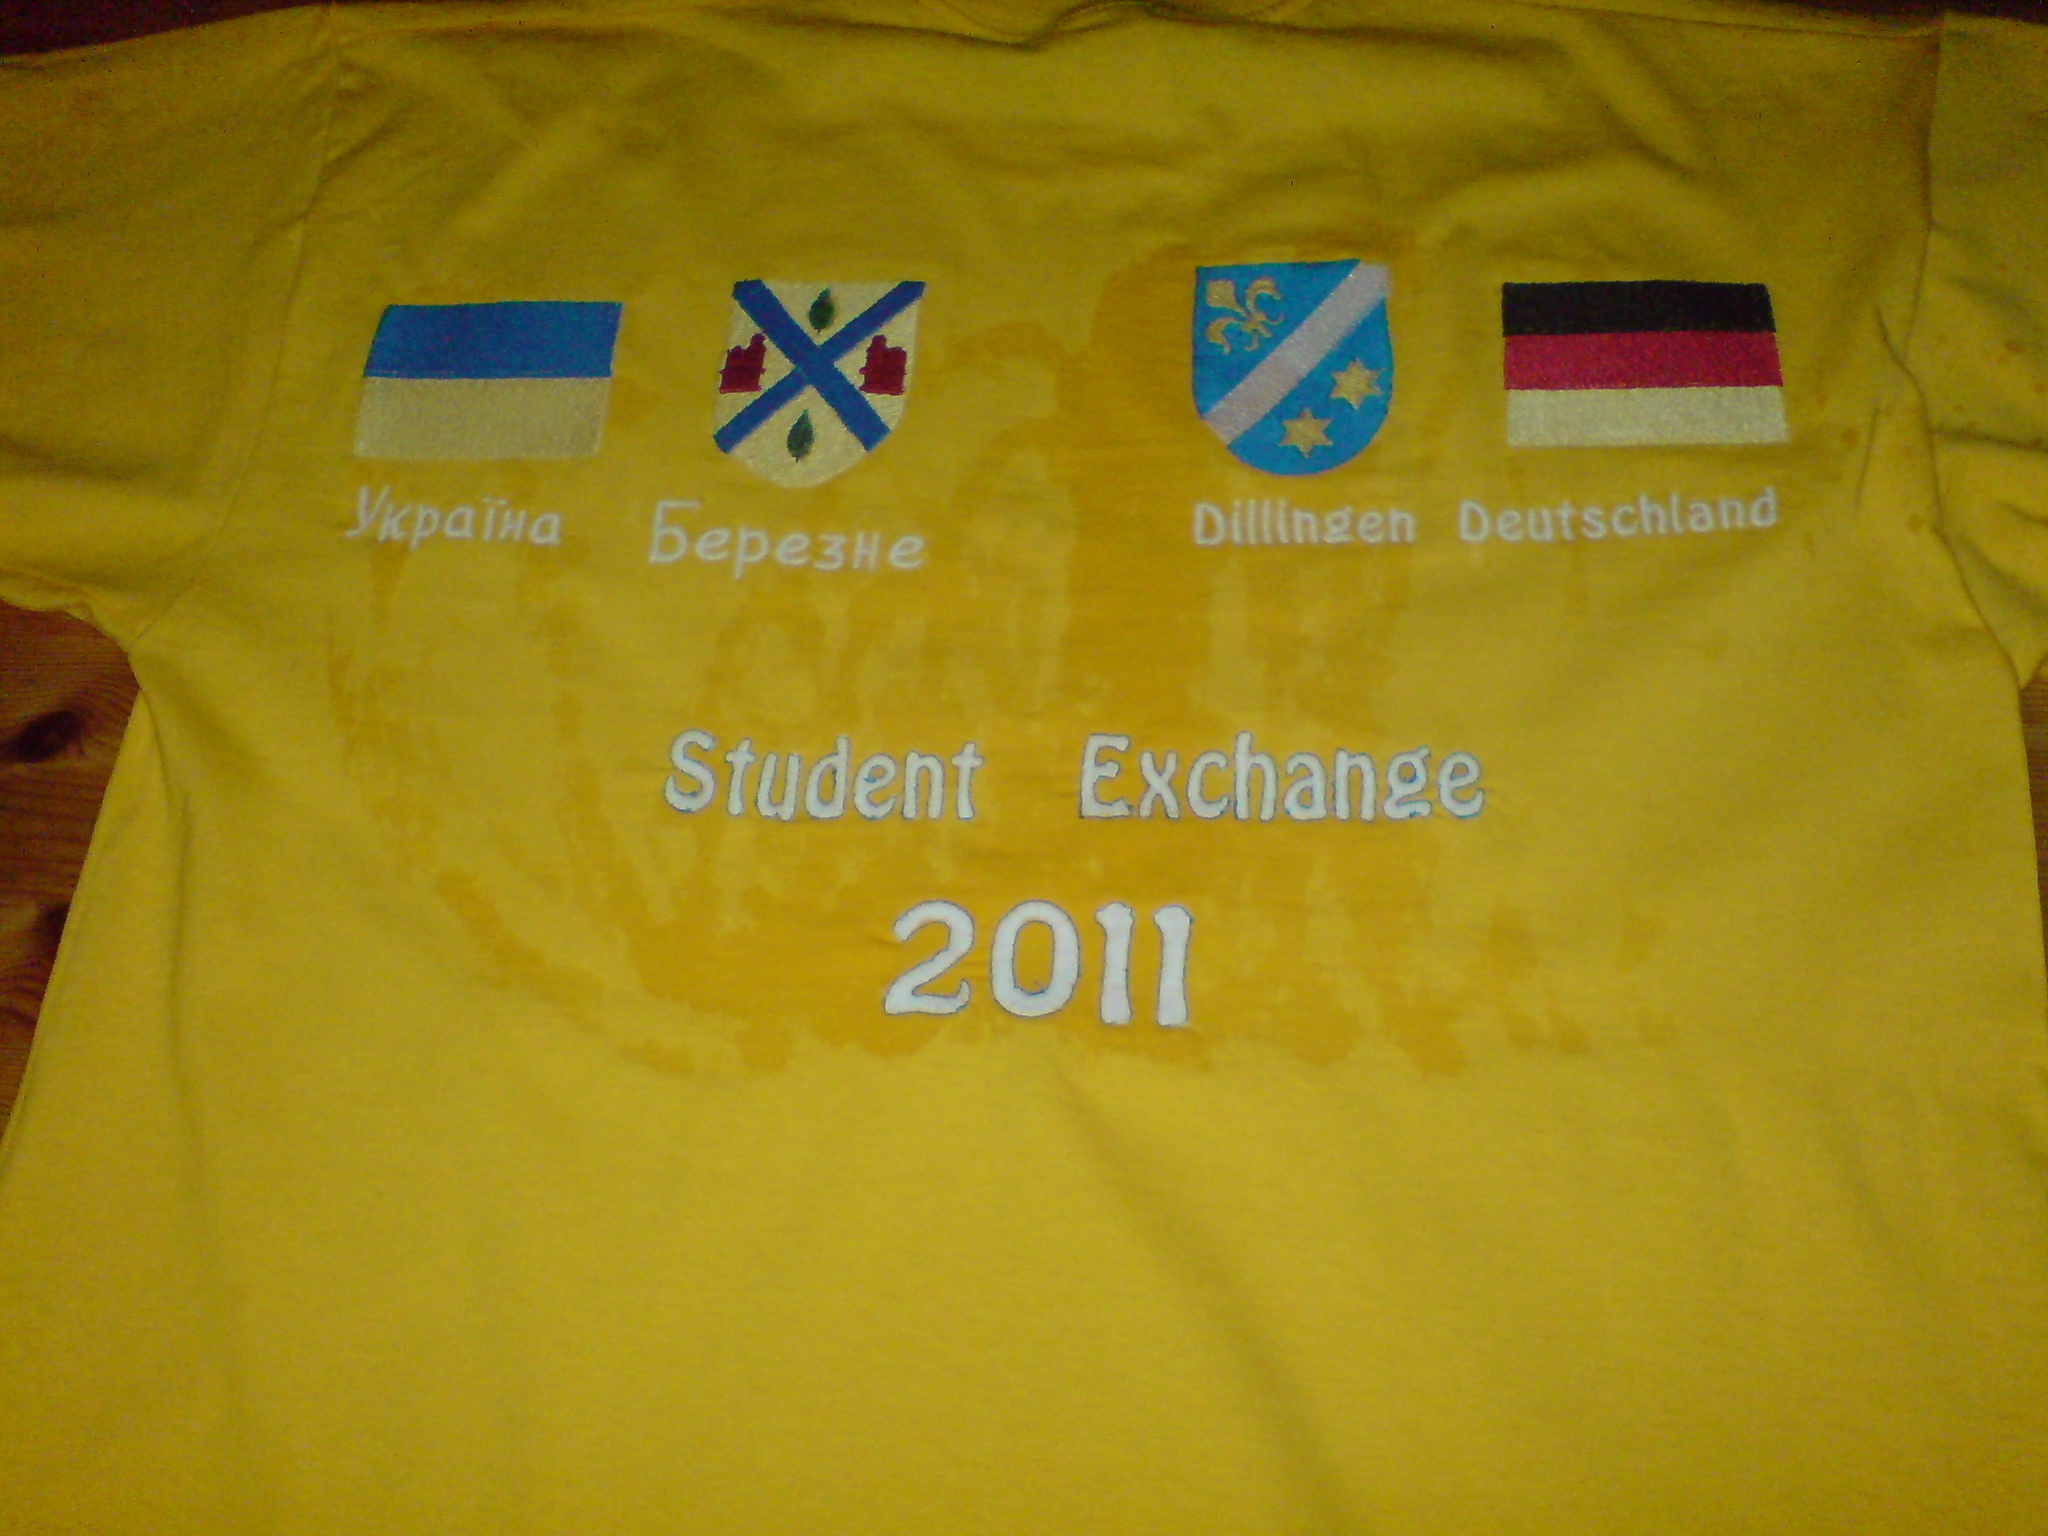 Україна Березне Dillingen Deutschland
Student Exchange
2011